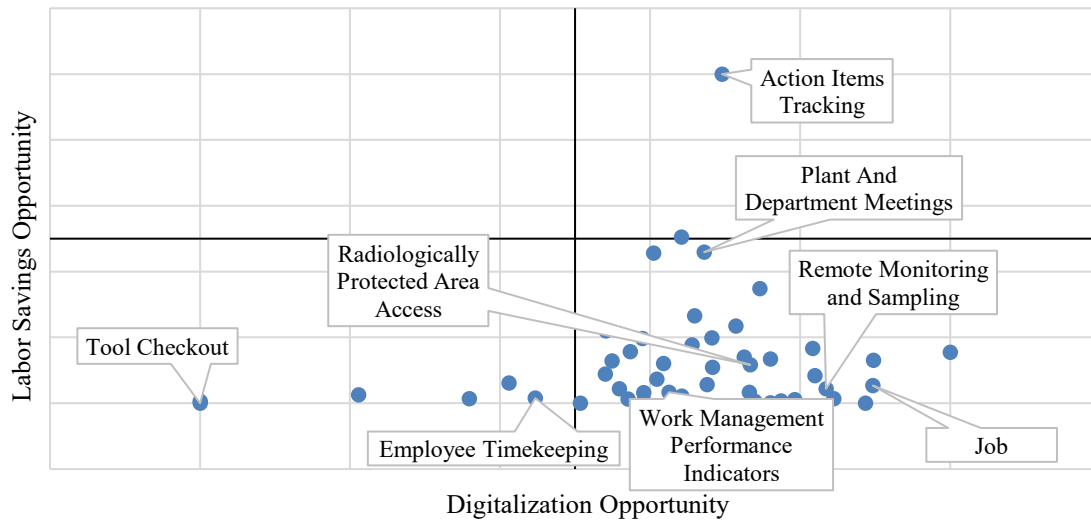 Action Items
Tracking
Plant And
Department Meetings
Radiologically
Protected Area
Access
Remote Monitoring
and Sampling
Tool Checkout
Employee Timekeeping
Work Management
Performance
Indicators
Job
Labor Savings Opportunity
Digitalization Opportunity